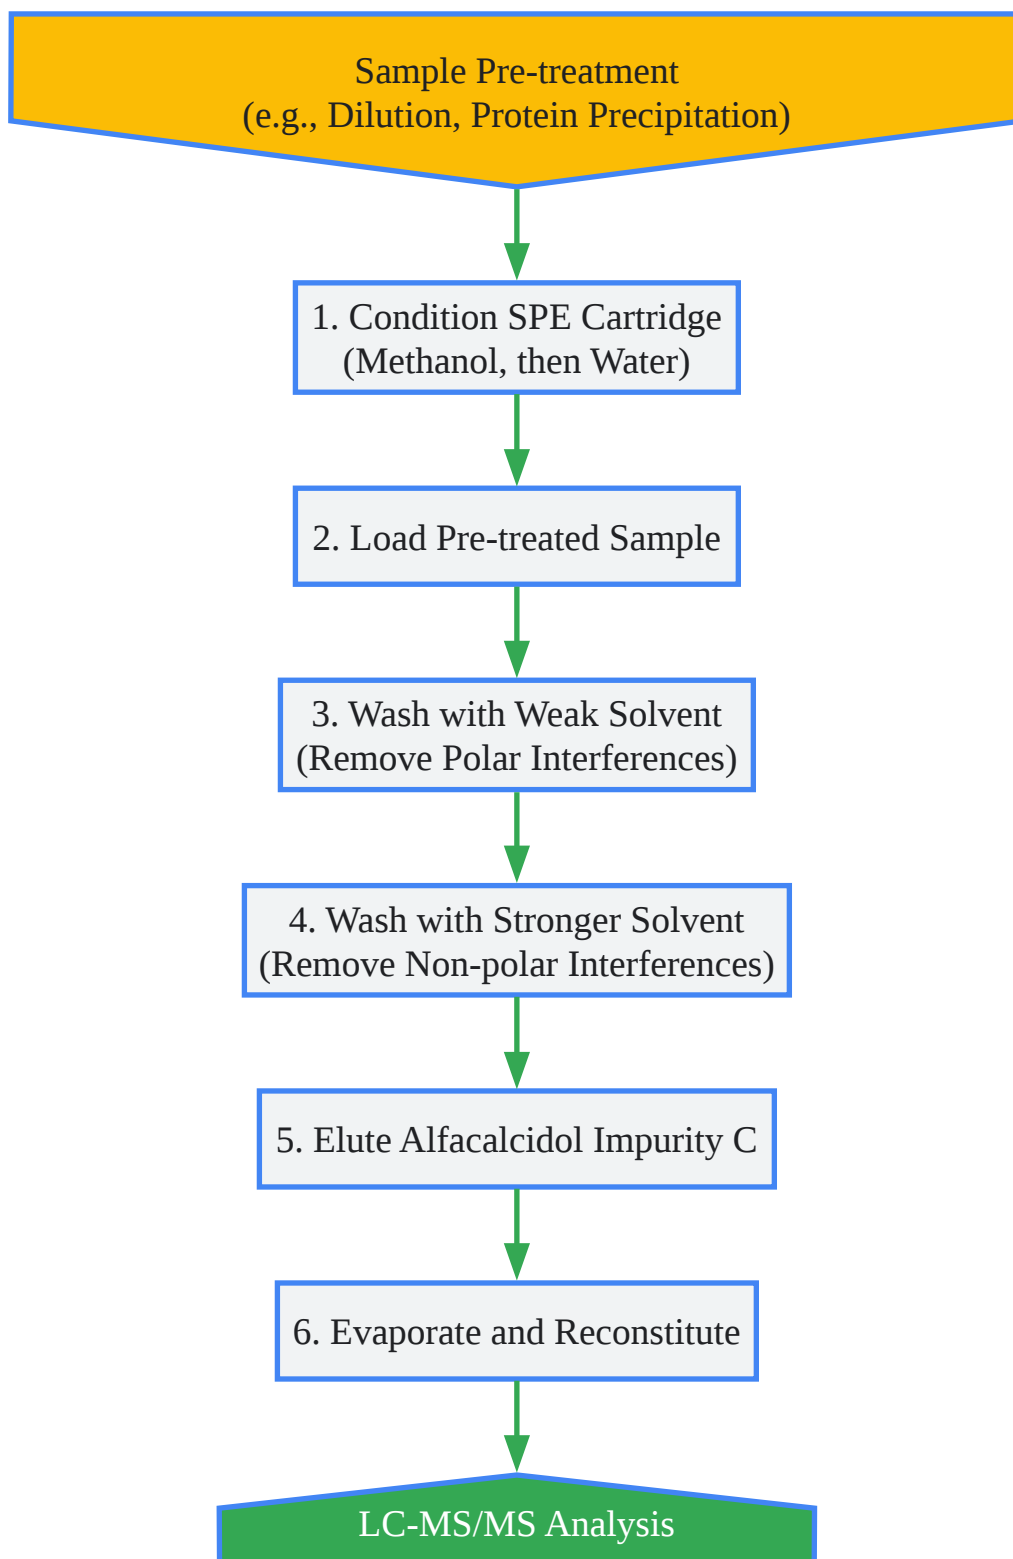 Sample Pre-treatment
(e.g., Dilution, Protein Precipitation)
1. Condition SPE Cartridge
(Methanol, then Water)
2. Load Pre-treated Sample
3. Wash with Weak Solvent
(Remove Polar Interferences)
4. Wash with Stronger Solvent
(Remove Non-polar Interferences)
5. Elute Alfacalcidol Impurity C
6. Evaporate and Reconstitute
LC-MS/MS Analysis